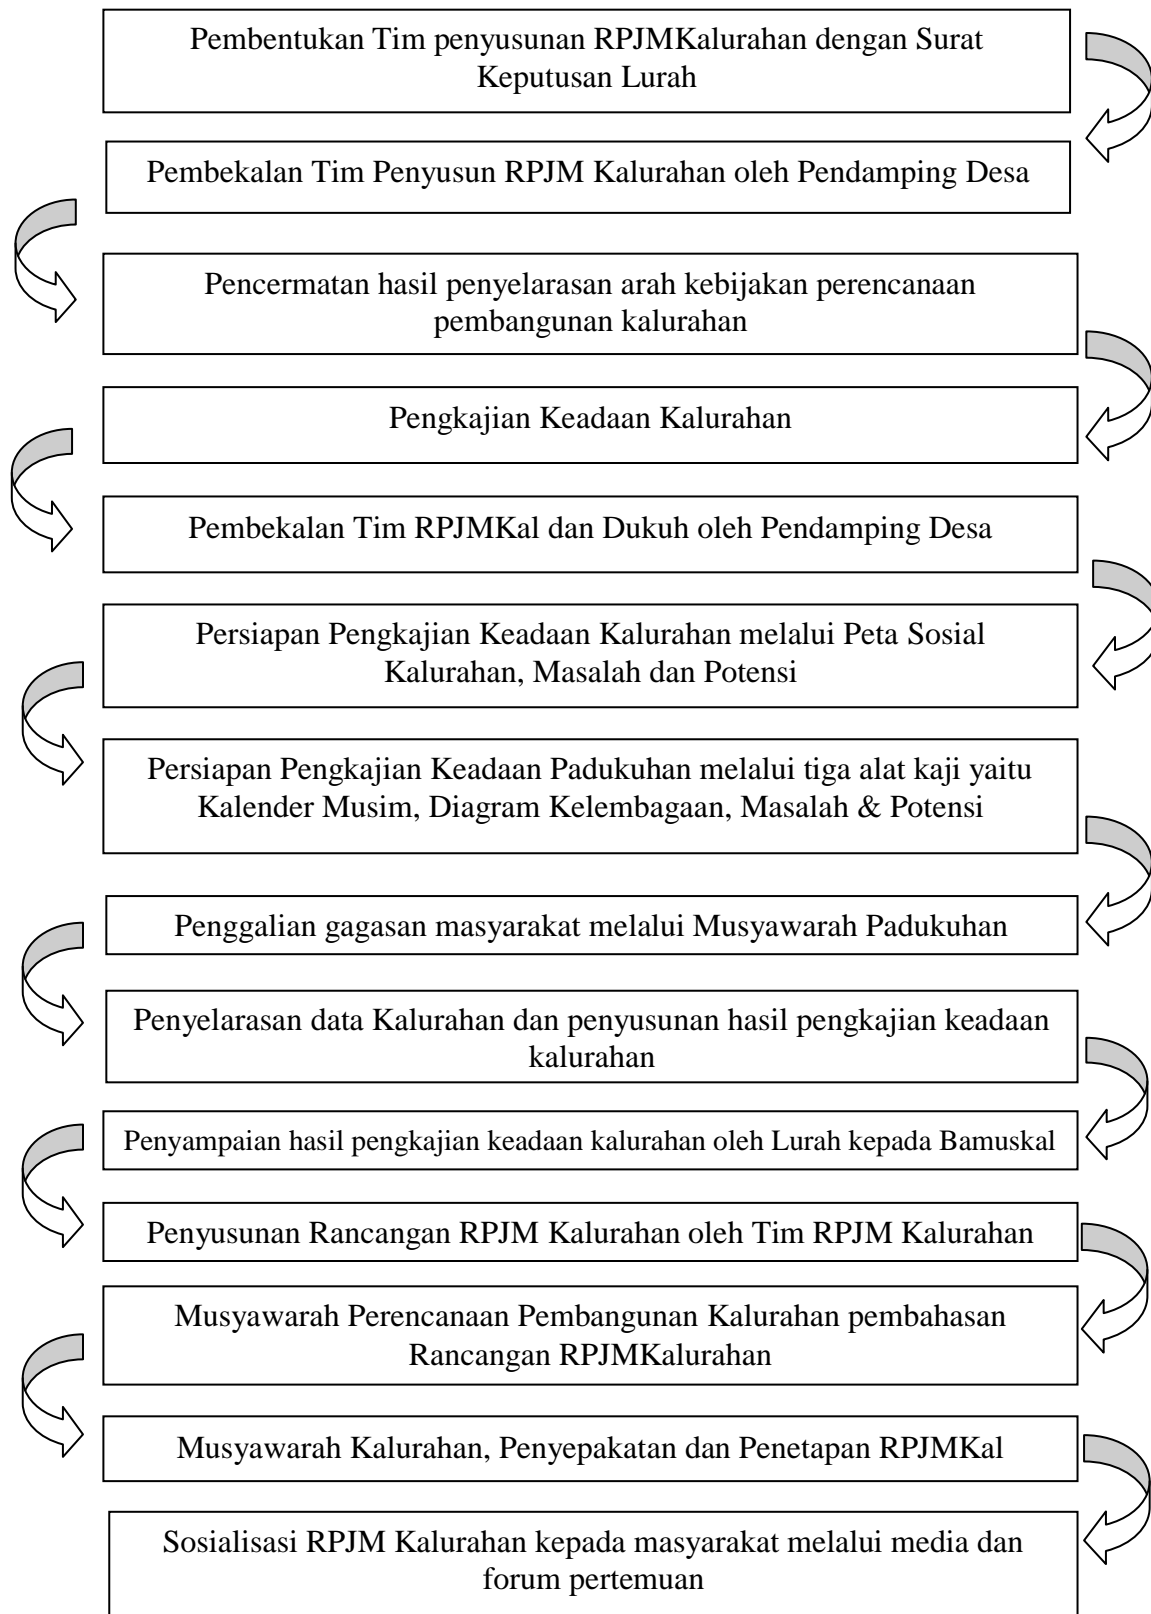 Pembentukan Tim penyusunan RPJMKalurahan dengan Surat
Keputusan Lurah
Pembekalan Tim Penyusun RPJM Kalurahan oleh Pendamping Desa
Pencermatan hasil penyelarasan arah kebijakan perencanaan
pembangunan kalurahan
Pengkajian Keadaan Kalurahan
Pembekalan Tim RPJMKal dan Dukuh oleh Pendamping Desa
Persiapan Pengkajian Keadaan Kalurahan melalui Peta Sosial
Kalurahan, Masalah dan Potensi
Persiapan Pengkajian Keadaan Padukuhan melalui tiga alat kaji yaitu
Kalender Musim, Diagram Kelembagaan, Masalah & Potensi
Penggalian gagasan masyarakat melalui Musyawarah Padukuhan
Penyelarasan data Kalurahan dan penyusunan hasil pengkajian keadaan
kalurahan
Penyampaian hasil pengkajian keadaan kalurahan oleh Lurah kepada Bamuskal
Penyusunan Rancangan RPJM Kalurahan oleh Tim RPJM Kalurahan
Musyawarah Perencanaan Pembangunan Kalurahan pembahasan
Rancangan RPJMKalurahan
Musyawarah Kalurahan, Penyepakatan dan Penetapan RPJMKal
Sosialisasi RPJM Kalurahan kepada masyarakat melalui media dan
forum pertemuan